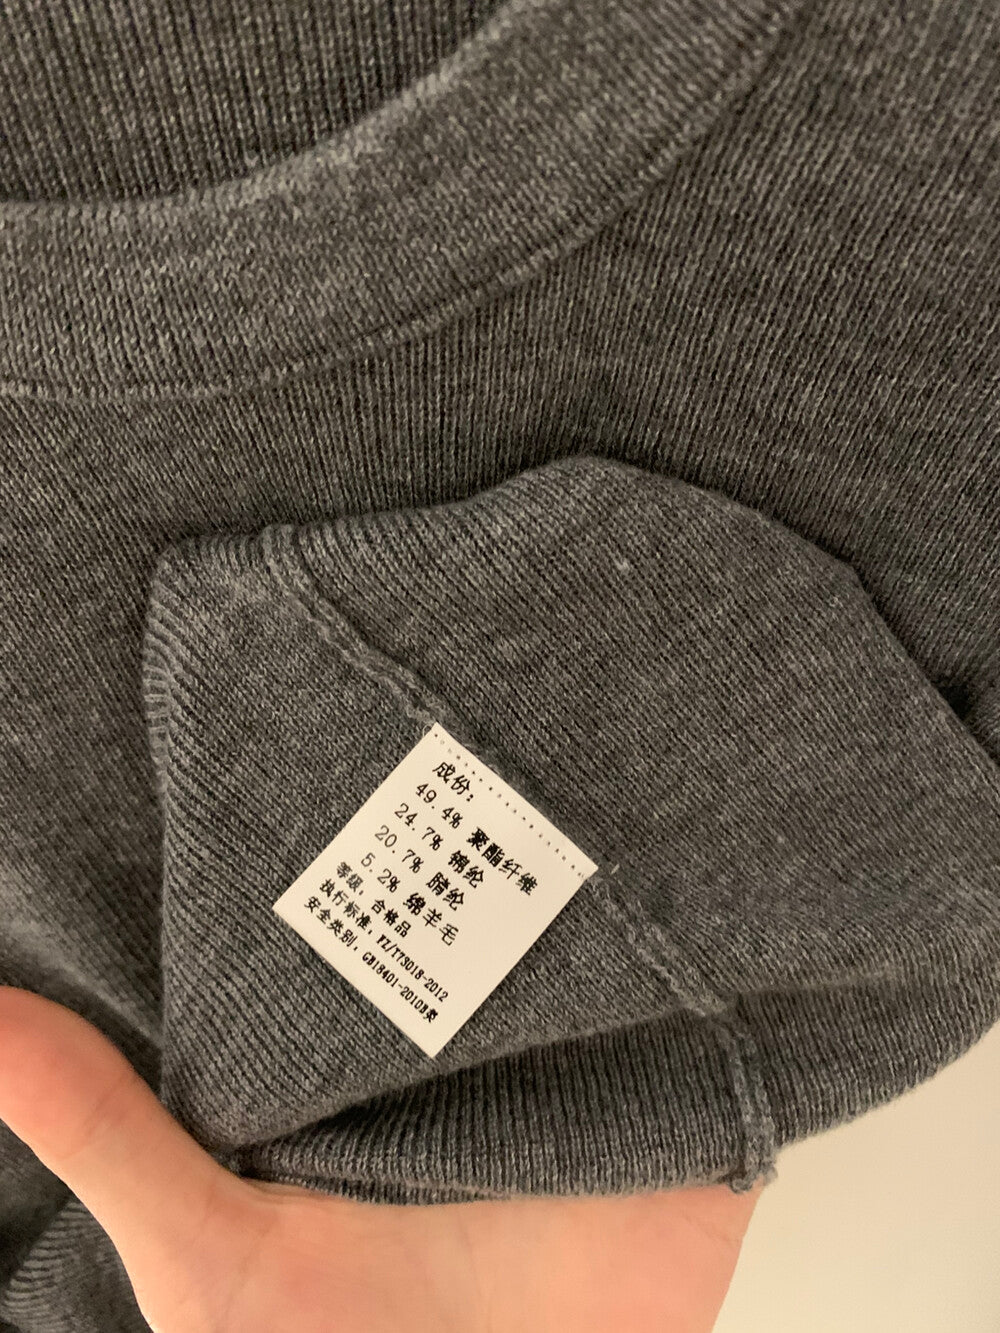 成份：
49.4% 聚酯纤维
24.7% 锦纶
20.7% 腈纶
5.2% 绵羊毛
等级，合格品
执行标准，FZ/T73018-2012
安全类别，GB18401-2010B类